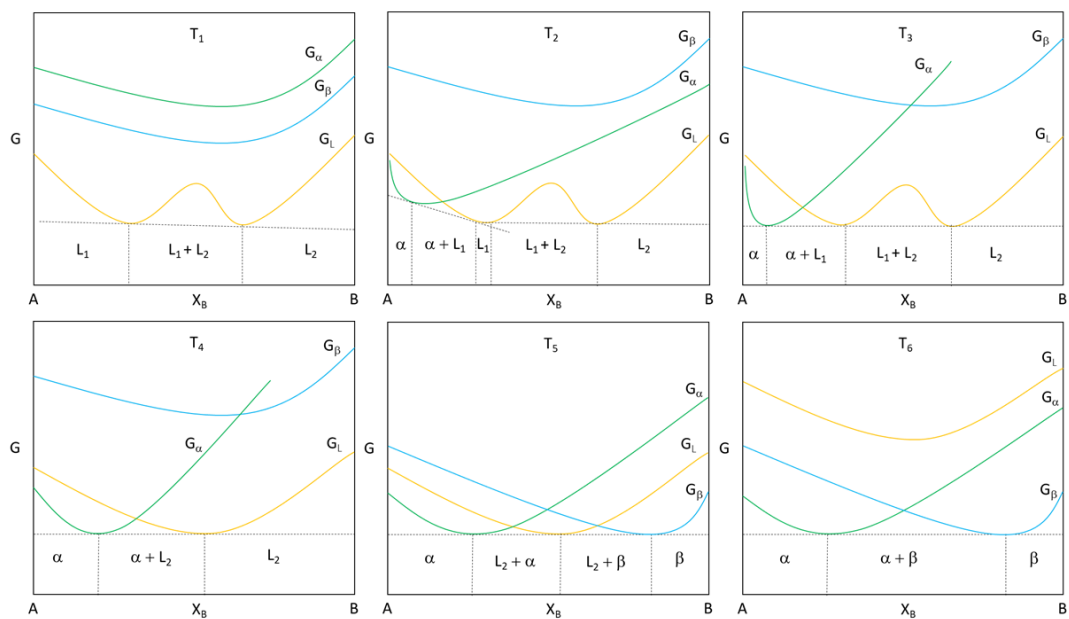 T₁
Gα
Gβ
G
GL
L₁
L₁ + L₂
L₂
A
XB
B
T₂
Gβ
Gα
G
GL
α
α + L₁
L₁
L₁ + L₂
L₂
A
XB
B
T₃
Gβ
Gα
G
GL
α
α + L₁
L₁ + L₂
L₂
A
XB
B
T₄
Gβ
Gα
GL
G
α
α + L₂
L₂
A
XB
B
T₅
Gα
GL
G
Gβ
α
L₂ + α
L₂ + β
β
A
XB
B
T₆
GL
Gα
G
Gβ
α
α + β
β
A
XB
B